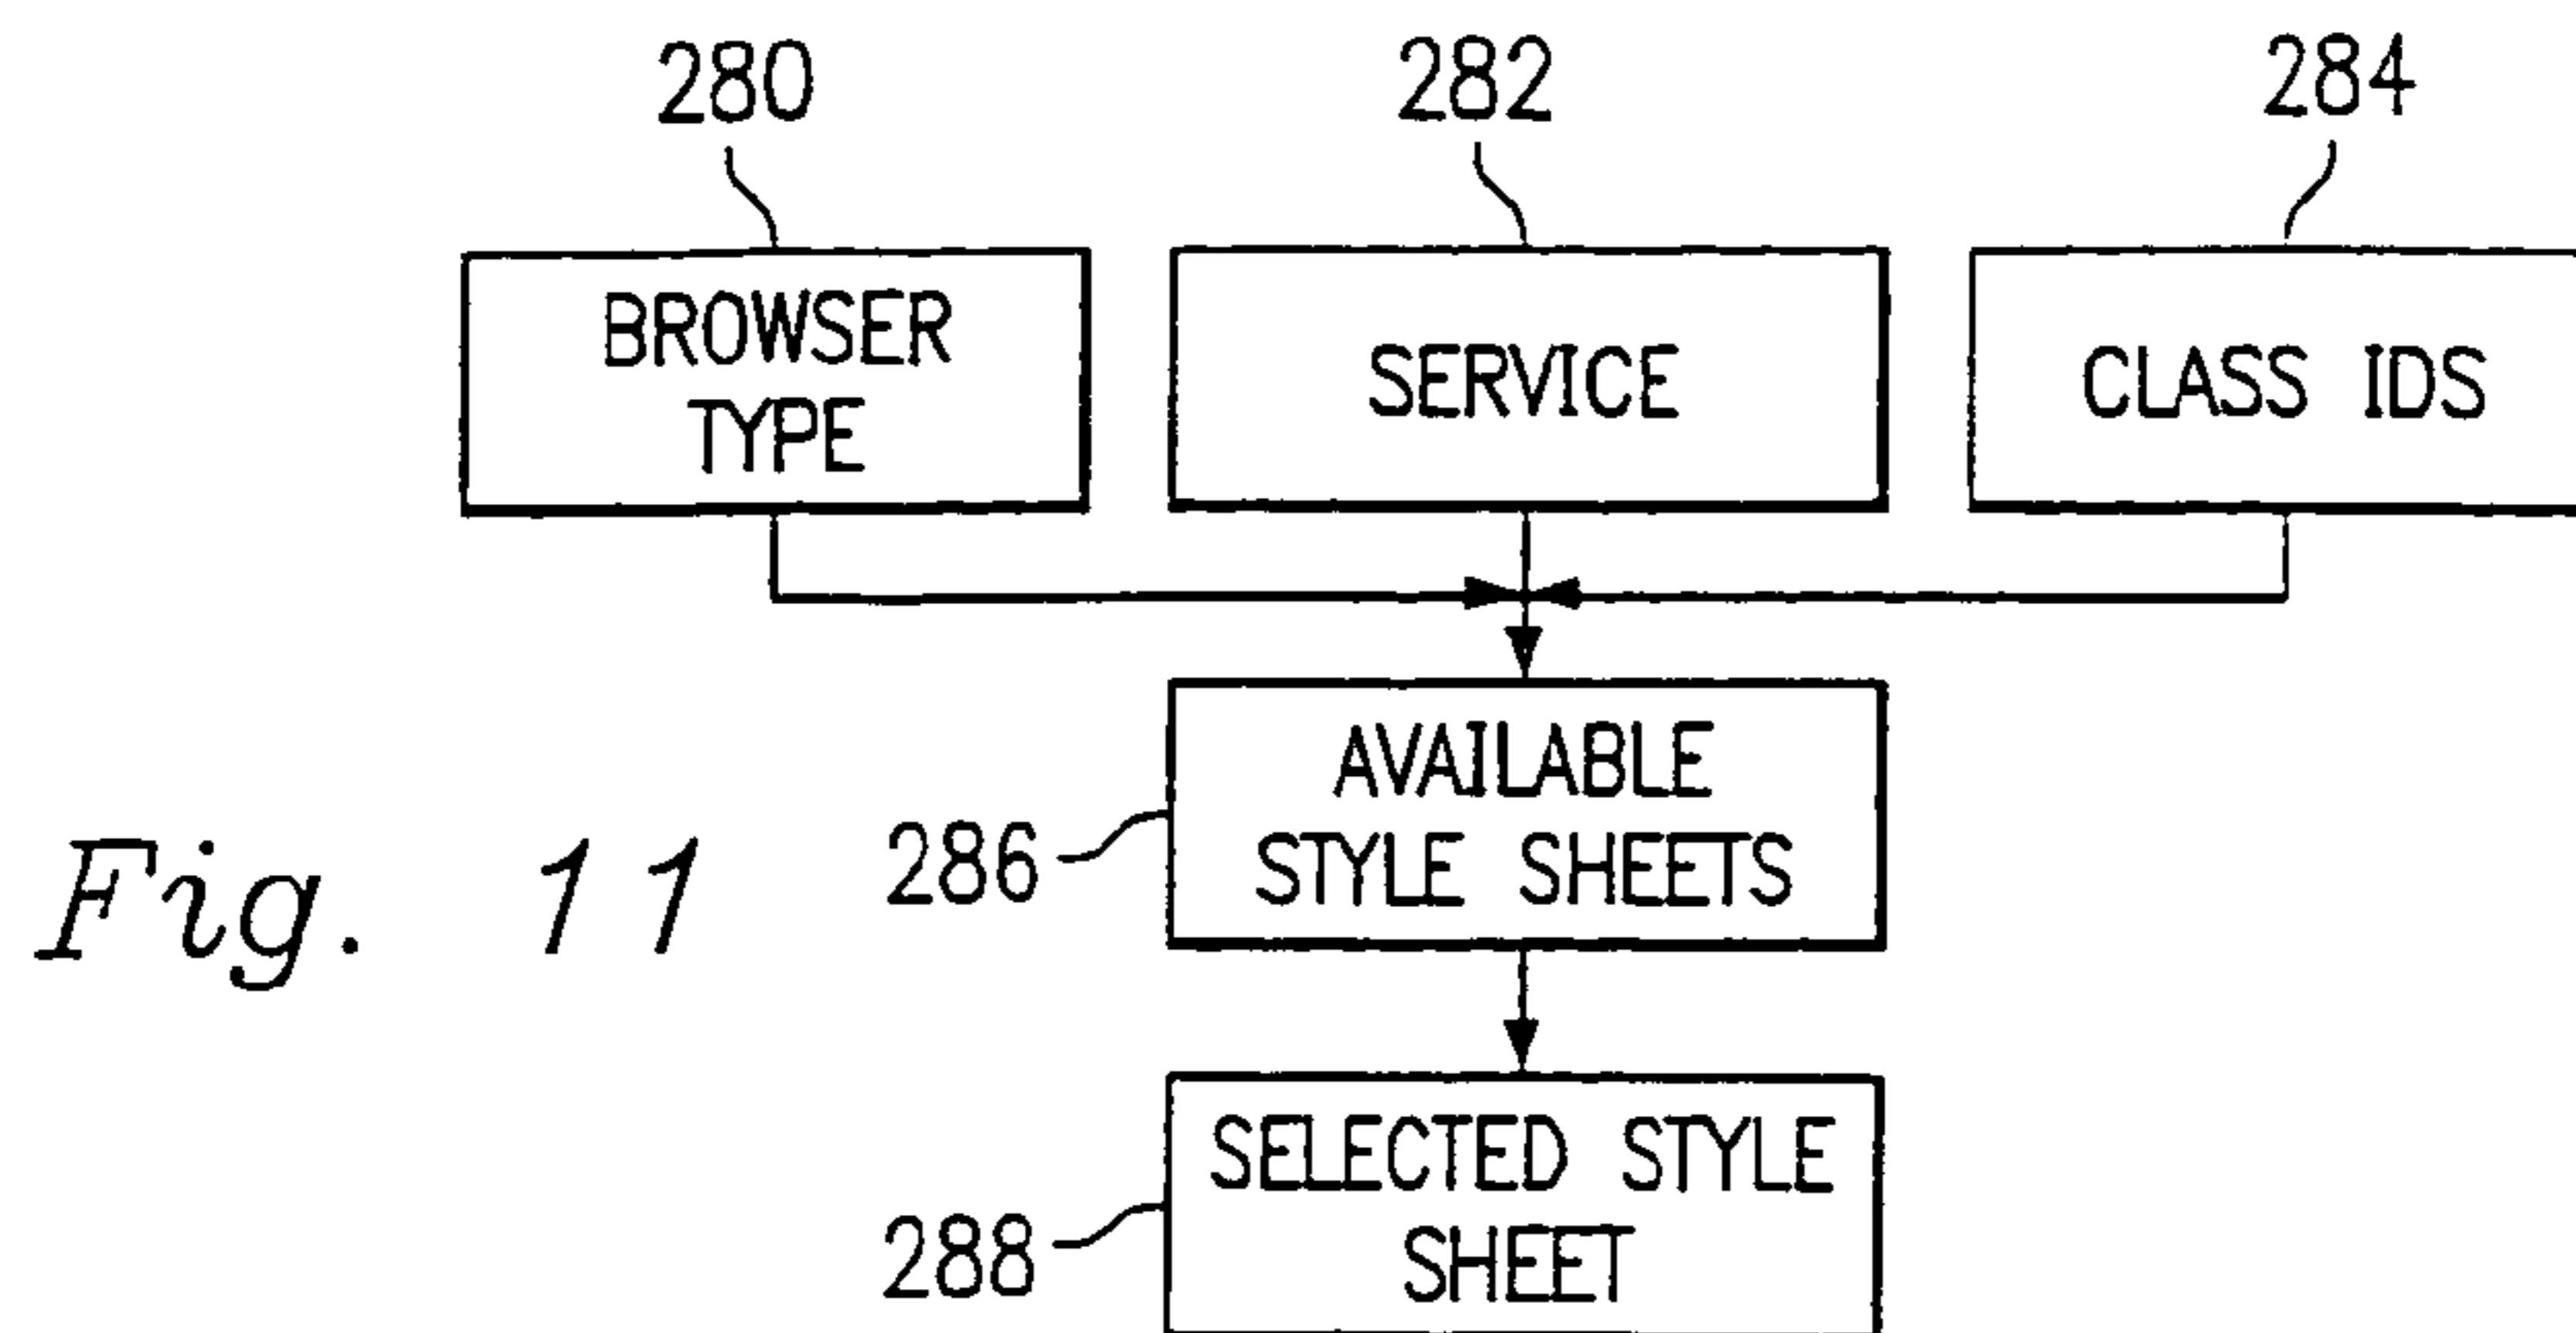 280 282 284
BROWSER
TYPE
SERVICE
CLASS IDS
AVAILABLE
STYLE SHEETS
286
Fig. 11
SELECTED STYLE
SHEET
288